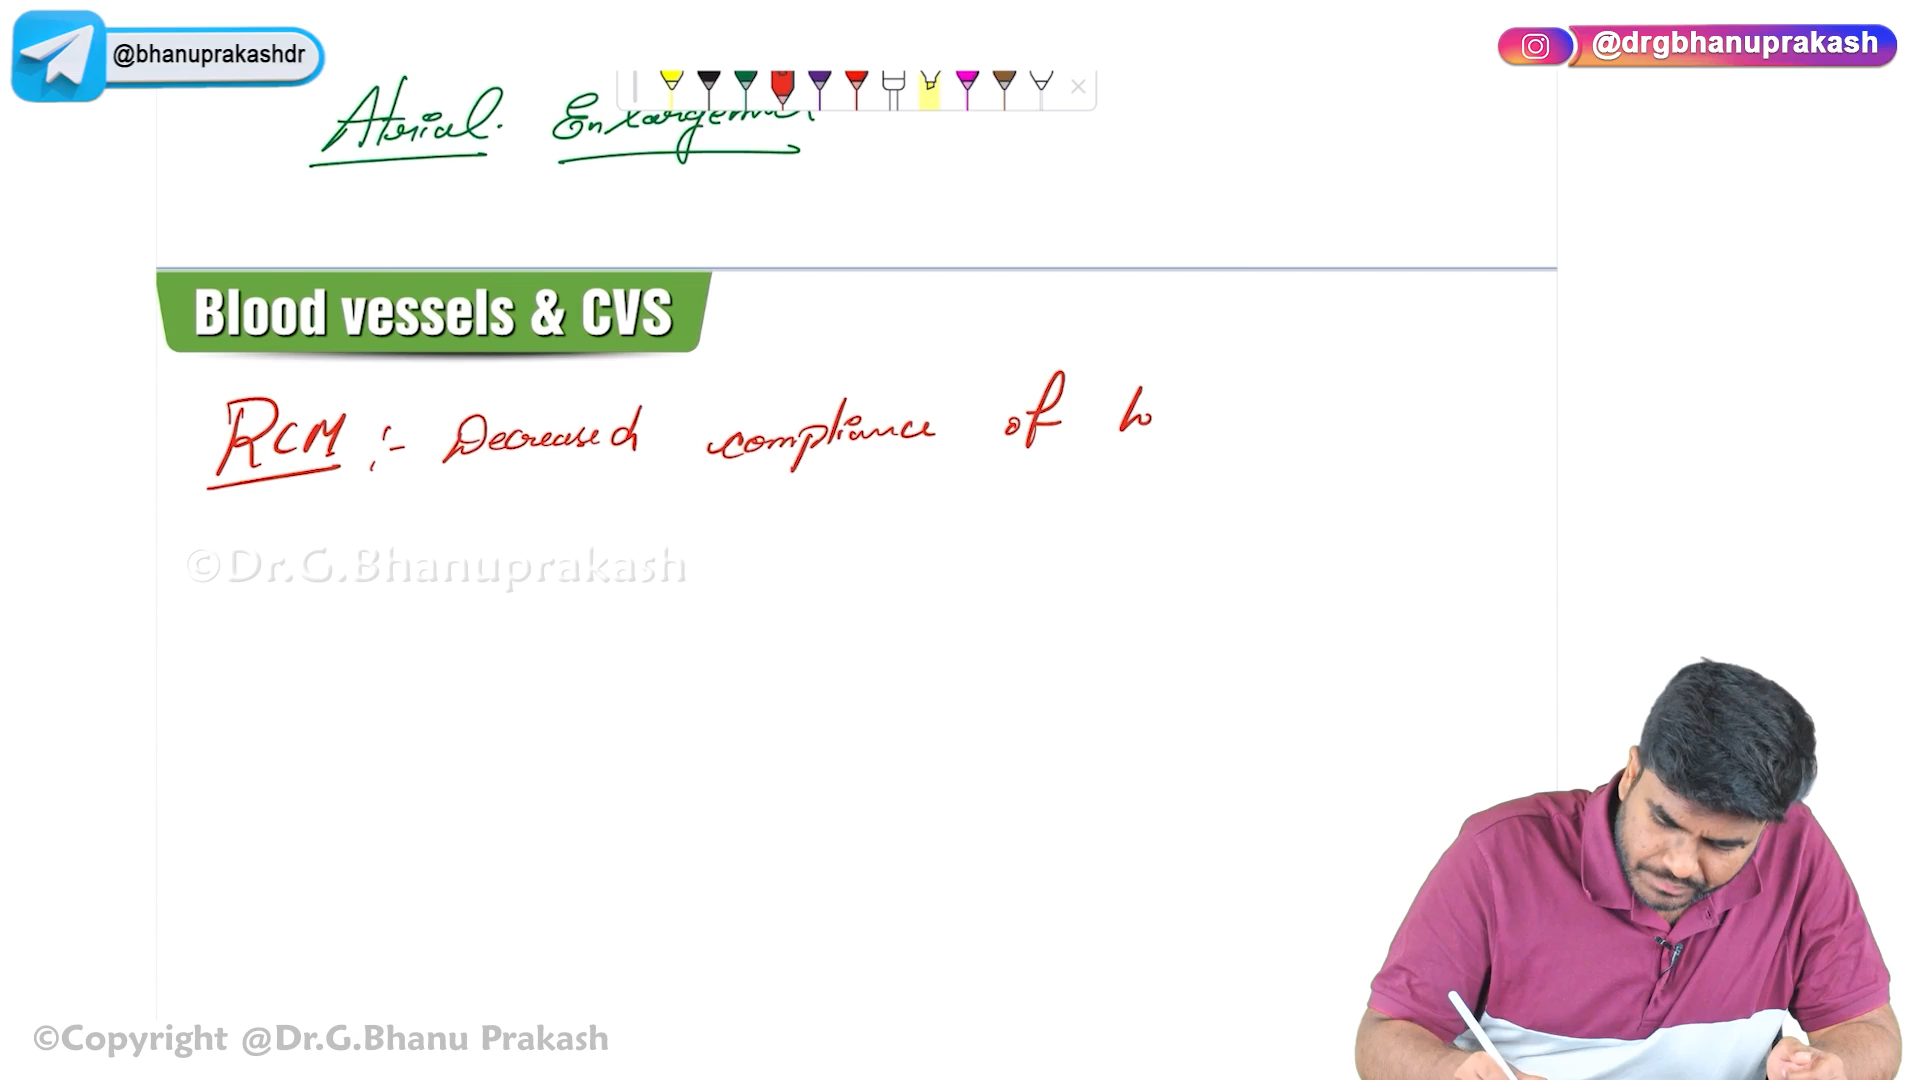 @bhanuprakashdr
@drgbhanuprakash
Atrial. Enlargement
Blood vessels & CVS
RCM :- Decreased compliance of
©Dr.G.Bhanuprakash
©Copyright @Dr.G.Bhanu Prakash